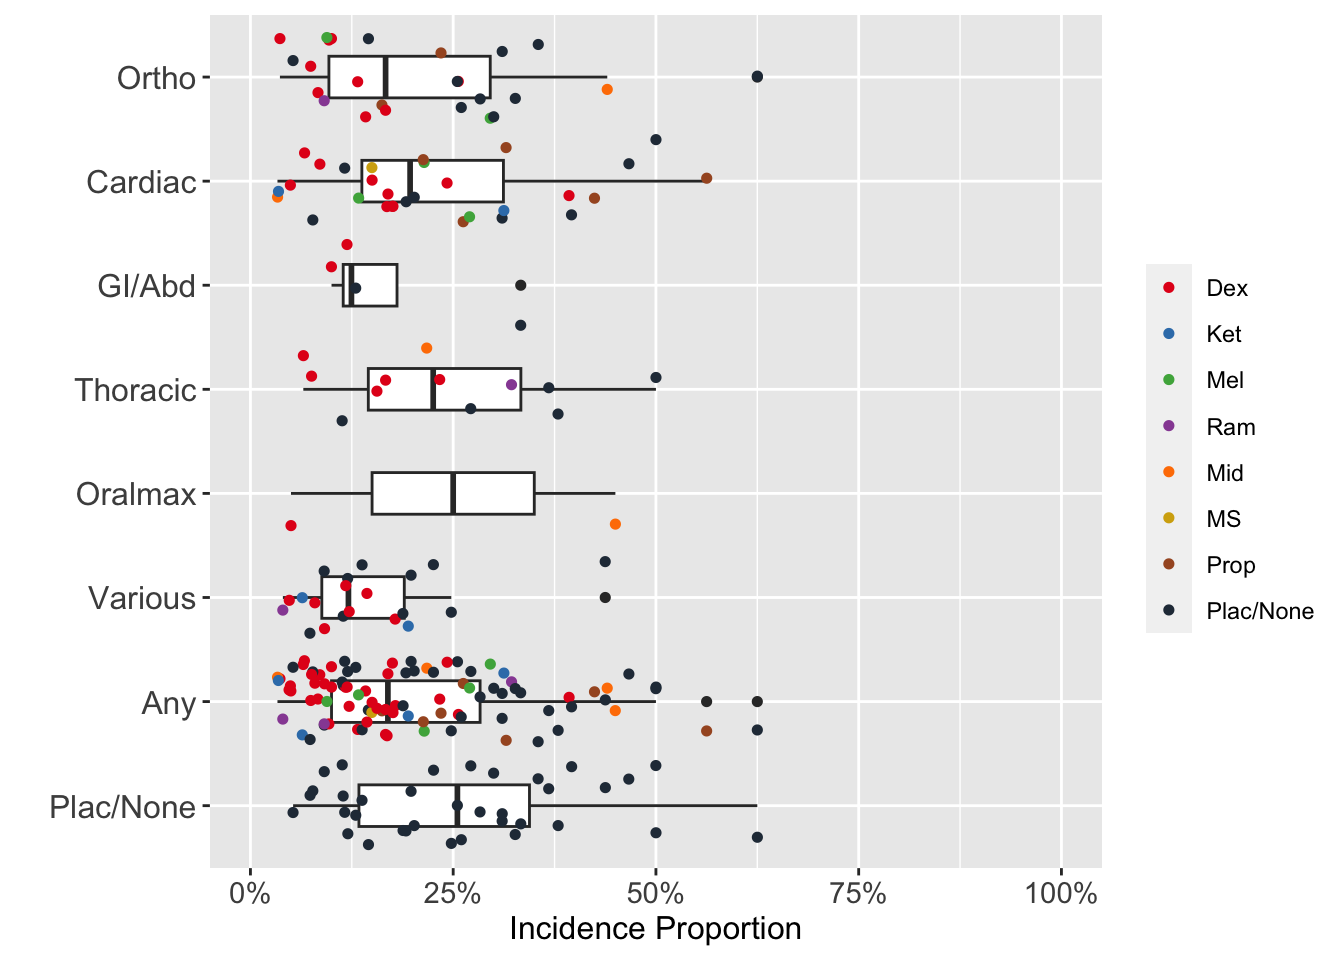 Ortho
Cardiac
GI/Abd
Thoracic
Oralmax
Various
Any
Plac/None
0% 25% 50% 75% 100%
Incidence Proportion
Dex
Ket
Mel
Ram
Mid
MS
Prop
Plac/None